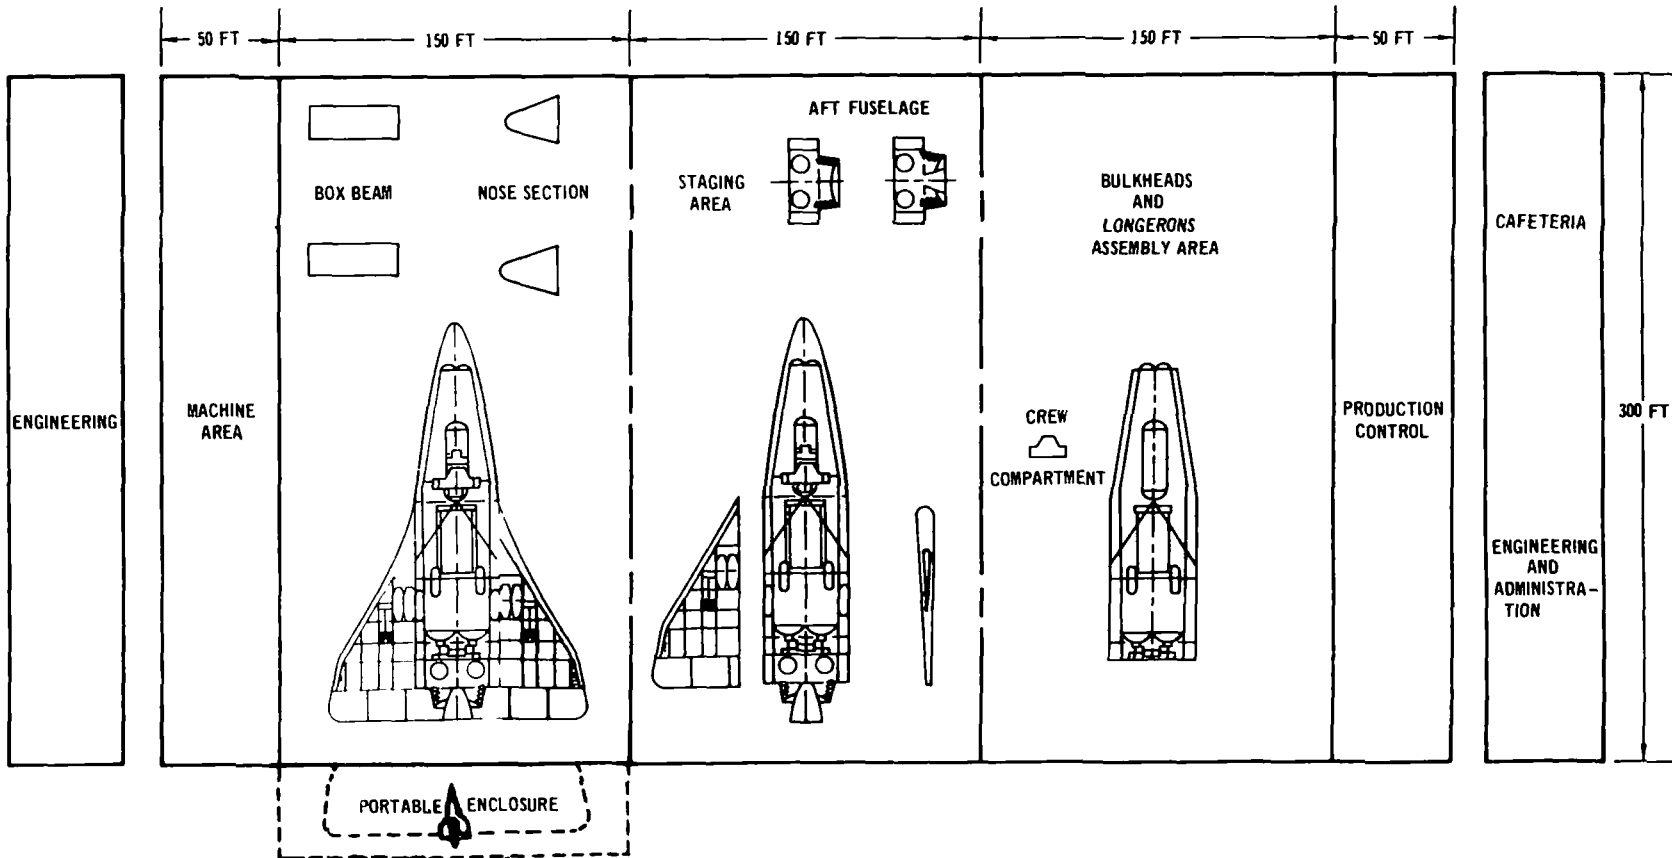 50 FT
150 FT
150 FT
150 FT
50 FT
AFT FUSELAGE
BOX BEAM
NOSE SECTION
STAGING
AREA
BULKHEADS
AND
LONGERONS
ASSEMBLY AREA
CAFETERIA
ENGINEERING
MACHINE
AREA
CREW
COMPARTMENT
PRODUCTION
CONTROL
300 FT
ENGINEERING
AND
ADMINISTRA-
TION
PORTABLE ENCLOSURE